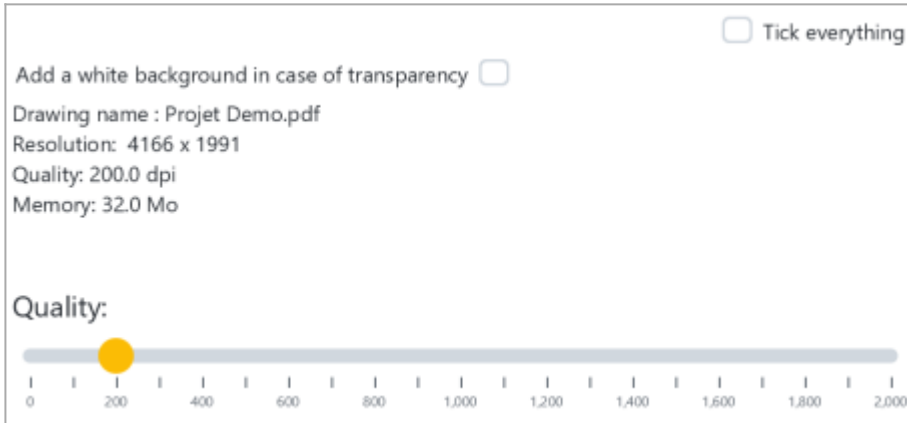 Tick everything
Add a white background in case of transparency
Drawing name : Projet Demo.pdf
Resolution: 4166 x 1991
Quality: 200.0 dpi
Memory: 32.0 Mo
Quality:
0 200 400 600 800 1,000 1,200 1,400 1,600 1,800 2,000